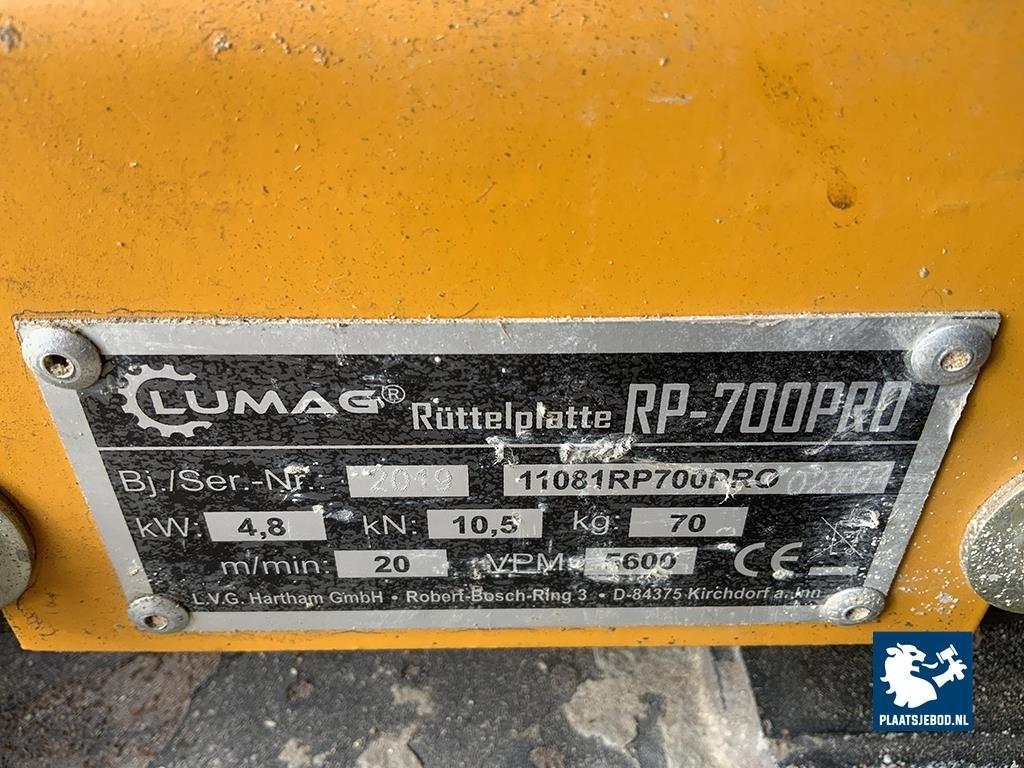 LUMAG® Rüttelplatte RP-700PRO
Bj./Ser.-Nr.: 2019 11081RP700PRO
kW: 4,8 kN: 10,5 kg: 70
m/min: 20 VPM: 5600 CE
L.V.G. Hartham GmbH • Robert-Bosch-Ring 3 • D-84375 Kirchdorf a. Inn
PLAATSJEBOD.NL